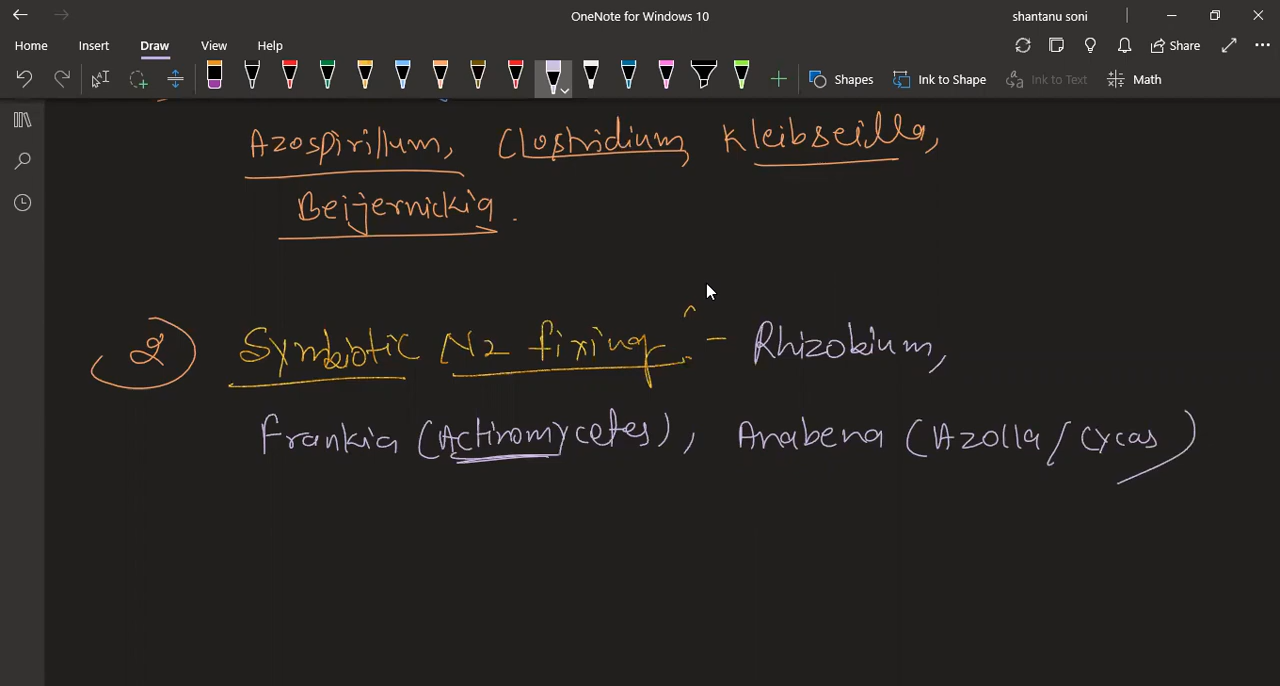 OneNote for Windows 10
shantanu soni
Home Insert Draw View Help
Share
Shapes Ink to Shape Ink to Text Math
Azospirillum, Clostridium, Kleibseilla,
Beijernickia.
2 Symbiotic N2 fixing :- Rhizobium,
Frankia (Actinomycetes), Anabena (Azolla/Cycas)